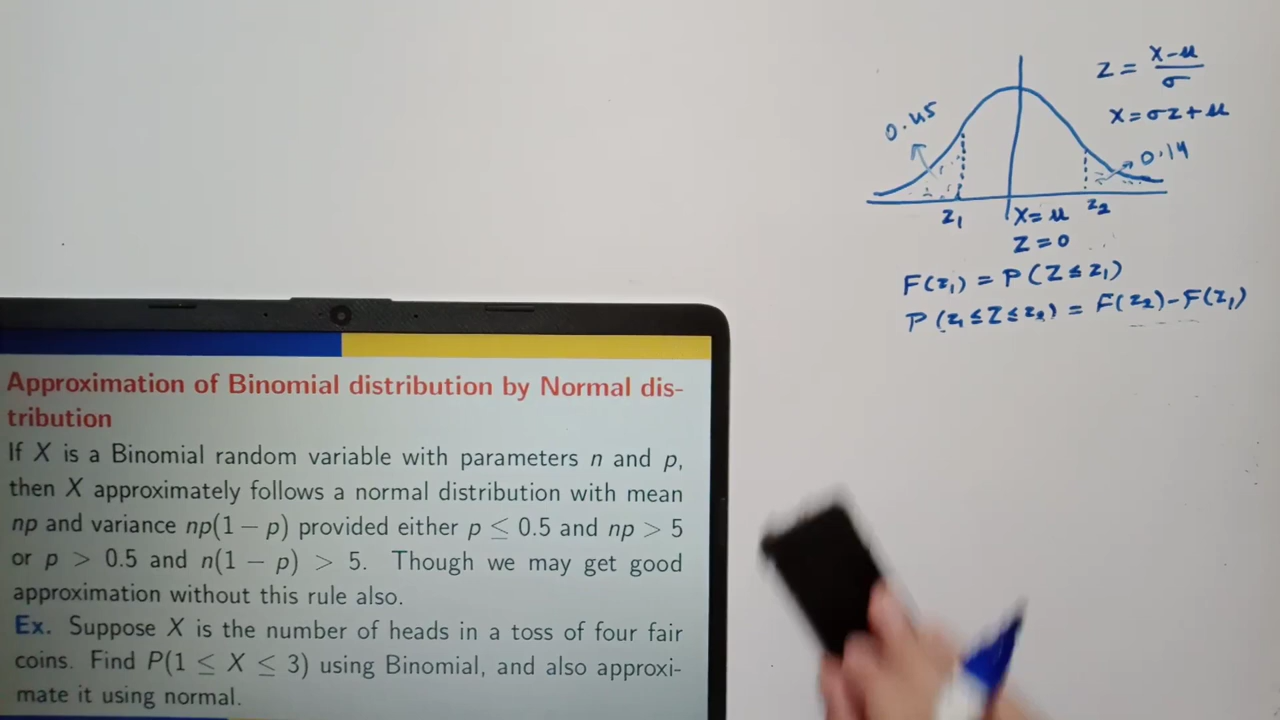 Approximation of Binomial distribution by Normal dis-
tribution
If X is a Binomial random variable with parameters n and p,
then X approximately follows a normal distribution with mean
np and variance np(1 − p) provided either p ≤ 0.5 and np > 5
or p > 0.5 and n(1 − p) > 5. Though we may get good
approximation without this rule also.
Ex. Suppose X is the number of heads in a toss of four fair
coins. Find P(1 ≤ X ≤ 3) using Binomial, and also approxi-
mate it using normal.
Z = X-μ / σ
X = σZ + μ
0.45
0.14
z₁ X = μ z₂
Z = 0
F(z₁) = P(Z ≤ z₁)
P(z₁ ≤ Z ≤ z₂) = F(z₂) - F(z₁)